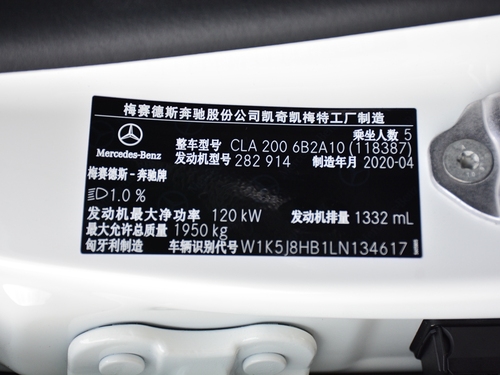 梅赛德斯奔驰股份公司凯奇凯梅特工厂制造
乘坐人数 5
整车型号 CLA 200 6B2A10 (118387)
Mercedes-Benz 发动机型号 282 914 制造年月 2020-04
梅赛德斯-奔驰牌
1.0 %
发动机最大净功率 120 kW 发动机排量 1332 mL
最大允许总质量 1950 kg
匈牙利制造 车辆识别代号 W1K5J8HB1LN134617